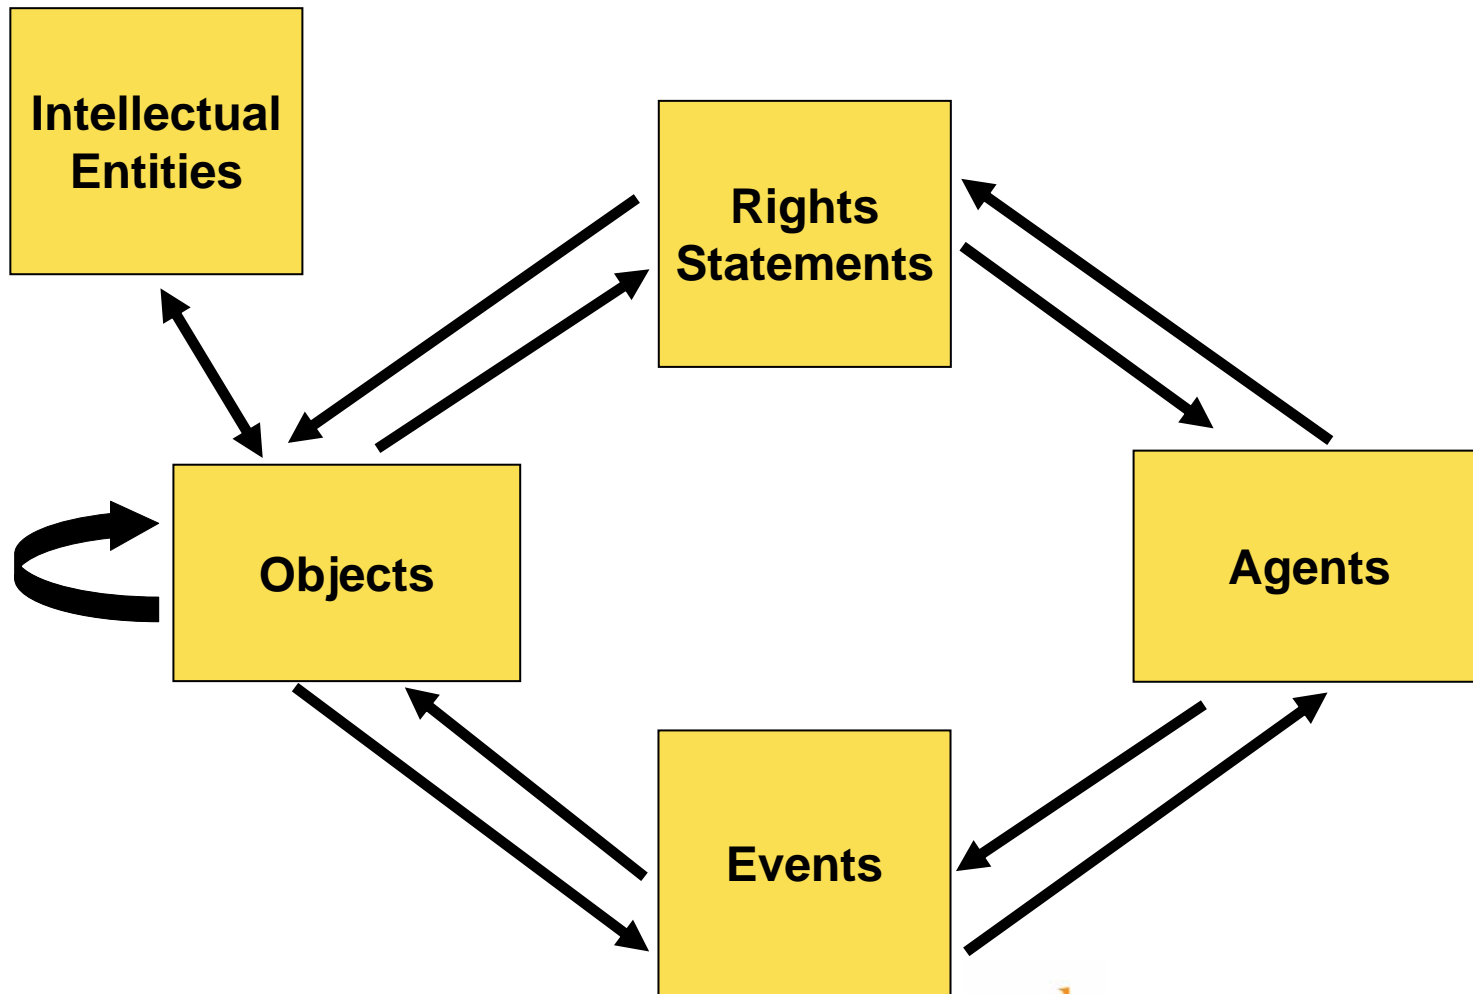 Intellectual
Entities
Rights
Statements
Objects
Agents
Events